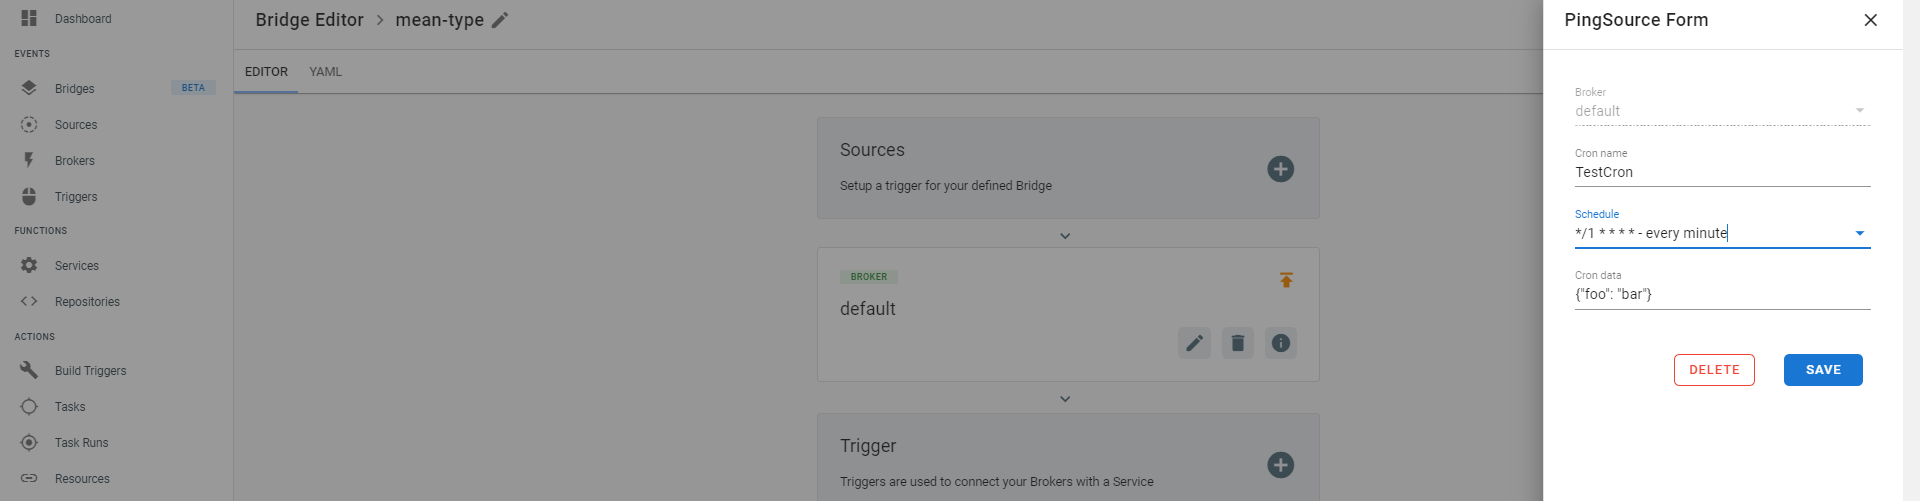 Dashboard
EVENTS
Bridges BETA
Sources
Brokers
Triggers
FUNCTIONS
Services
Repositories
ACTIONS
Build Triggers
Tasks
Task Runs
Resources
Bridge Editor > mean-type
EDITOR YAML
Sources
Setup a trigger for your defined Bridge
BROKER
default
Trigger
Triggers are used to connect your Brokers with a Service
PingSource Form
Broker
default
Cron name
TestCron
Schedule
*/1 * * * * - every minute
Cron data
{"foo": "bar"}
DELETE SAVE